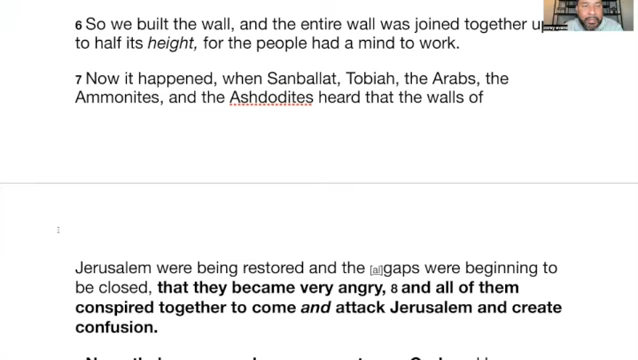 6 So we built the wall, and the entire wall was joined together
to half its height, for the people had a mind to work.
7 Now it happened, when Sanballat, Tobiah, the Arabs, the
Ammonites, and the Ashdodites heard that the walls of
Jerusalem were being restored and the [a]gaps were beginning to
be closed, that they became very angry, 8 and all of them
conspired together to come and attack Jerusalem and create
confusion.